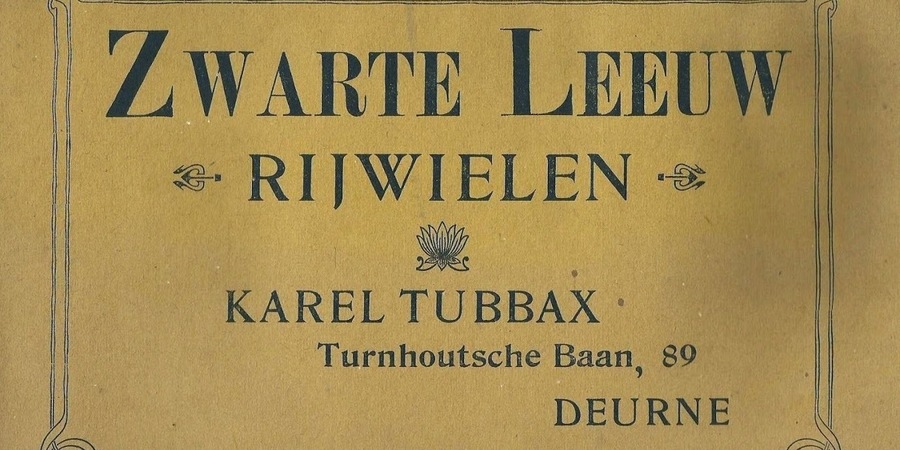 ZWARTE LEEUW
RIJWIELEN
KAREL TUBBAX
Turnhoutsche Baan, 89
DEURNE